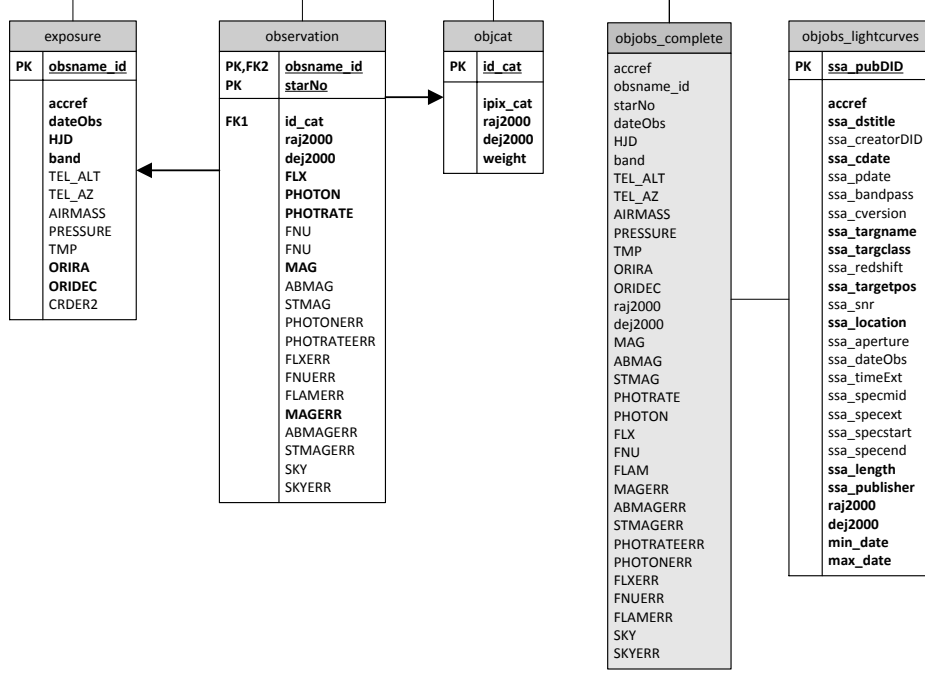 exposure
PK obsname_id
accref
dateObs
HJD
band
TEL_ALT
TEL_AZ
AIRMASS
PRESSURE
TMP
ORIRA
ORIDEC
CRDER2
observation
PK,FK2 obsname_id
PK starNo
FK1 id_cat
raj2000
dej2000
FLX
PHOTON
PHOTRATE
FNU
FNU
MAG
ABMAG
STMAG
PHOTONERR
PHOTRATEERR
FLXERR
FNUERR
FLAMERR
MAGERR
ABMAGERR
STMAGERR
SKY
SKYERR
objcat
PK id_cat
ipix_cat
raj2000
dej2000
weight
objobs_complete
accref
obsname_id
starNo
dateObs
HJD
band
TEL_ALT
TEL_AZ
AIRMASS
PRESSURE
TMP
ORIRA
ORIDEC
raj2000
dej2000
MAG
ABMAG
STMAG
PHOTRATE
PHOTON
FLX
FNU
FLAM
MAGERR
ABMAGERR
STMAGERR
PHOTRATEERR
PHOTONERR
FLXERR
FNUERR
FLAMERR
SKY
SKYERR
objobs_lightcurves
PK ssa_pubDID
accref
ssa_dstitle
ssa_creatorDID
ssa_cdate
ssa_pdate
ssa_bandpass
ssa_cversion
ssa_targname
ssa_targclass
ssa_redshift
ssa_targetpos
ssa_snr
ssa_location
ssa_aperture
ssa_dateObs
ssa_timeExt
ssa_specmid
ssa_specext
ssa_specstart
ssa_specend
ssa_length
ssa_publisher
raj2000
dej2000
min_date
max_date